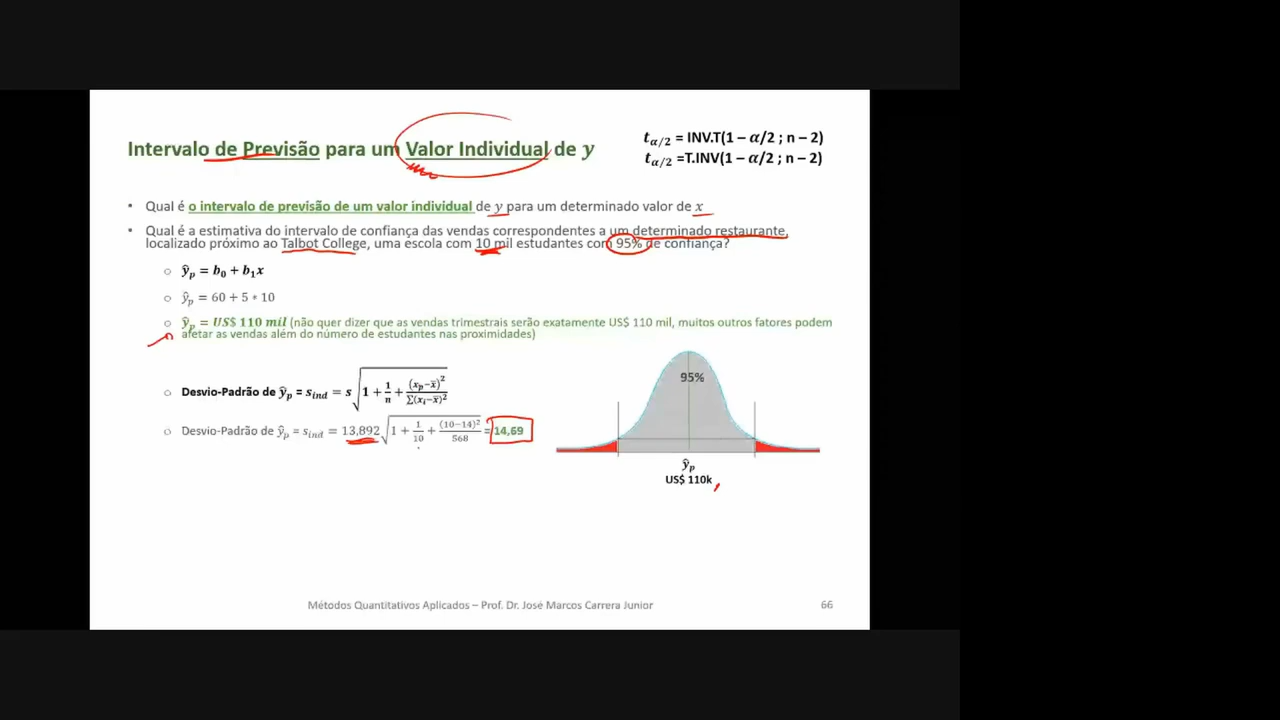 Intervalo de Previsão para um Valor Individual de y
t α/2 = INV.T(1 – α/2 ; n – 2)
t α/2 =T.INV(1 – α/2 ; n – 2)
• Qual é o intervalo de previsão de um valor individual de y para um determinado valor de x
• Qual é a estimativa do intervalo de confiança das vendas correspondentes a um determinado restaurante,
localizado próximo ao Talbot College, uma escola com 10 mil estudantes com 95% de confiança?
○ ŷₚ = b₀ + b₁x
○ ŷₚ = 60 + 5 * 10
○ ŷₚ = US$ 110 mil (não quer dizer que as vendas trimestrais serão exatamente US$ 110 mil, muitos outros fatores podem
afetar as vendas além do número de estudantes nas proximidades)
○ Desvio-Padrão de ŷₚ = s_ind = s √(1 + 1/n + (xₚ–x̄)²/Σ(xᵢ–x̄)²)
○ Desvio-Padrão de ŷₚ = s_ind = 13,892 √(1 + 1/10 + (10–14)²/568) = 14,69
95%
ŷₚ
US$ 110k
Métodos Quantitativos Aplicados – Prof. Dr. José Marcos Carrera Junior
66